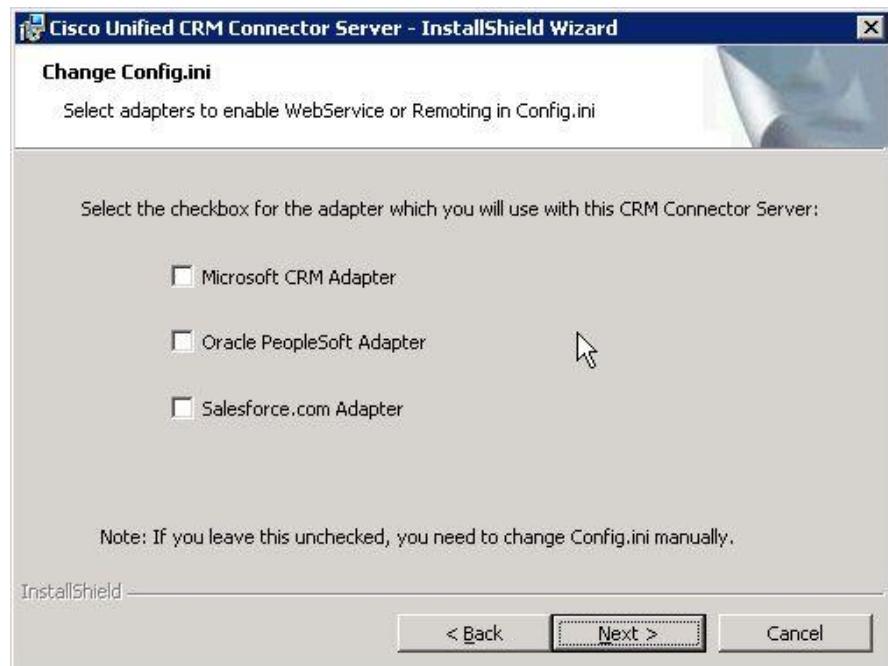 Cisco Unified CRM Connector Server - InstallShield Wizard
Change Config.ini
Select adapters to enable WebService or Remoting in Config.ini
Select the checkbox for the adapter which you will use with this CRM Connector Server:
Microsoft CRM Adapter
Oracle PeopleSoft Adapter
Salesforce.com Adapter
Note: If you leave this unchecked, you need to change Config.ini manually.
InstallShield
< Back Next > Cancel